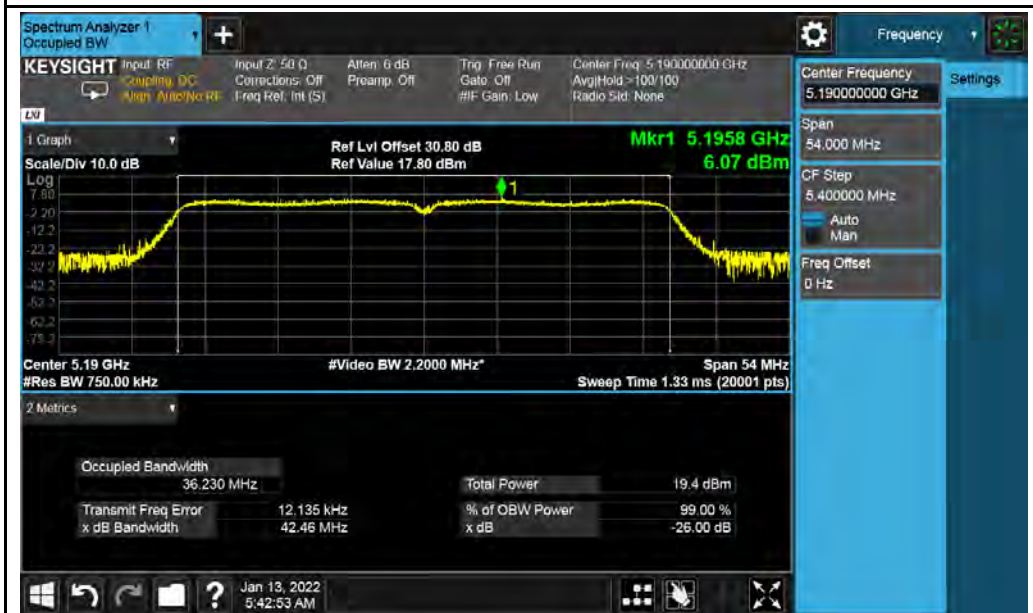 Spectrum Analyzer 1
Occupied BW
+
Frequency
KEYSIGHT
Input: RF
Coupling: DC
Align: Auto/No RF
Input Z: 50 Ω
Corrections: Off
Freq Ref: Int (S)
Atten: 6 dB
Preamp: Off
Trig: Free Run
Gate: Off
#IF Gain: Low
Center Freq: 5.190000000 GHz
Avg|Hold:>100/100
Radio Std: None
LXI
Center Frequency
5.190000000 GHz
Settings
Span
54.000 MHz
CF Step
5.400000 MHz
Auto
Man
Freq Offset
0 Hz
1 Graph
Scale/Div 10.0 dB
Ref Lvl Offset 30.80 dB
Ref Value 17.80 dBm
Mkr1 5.1958 GHz
6.07 dBm
Log
7.80
-2.20
-12.2
-22.2
-32.2
-42.2
-52.2
-62.2
1
Center 5.19 GHz
#Video BW 2.2000 MHz*
Span 54 MHz
#Res BW 750.00 kHz
Sweep Time 1.33 ms (20001 pts)
2 Metrics
Occupied Bandwidth
36.230 MHz
Total Power 19.4 dBm
Transmit Freq Error 12.135 kHz
% of OBW Power 99.00 %
x dB Bandwidth 42.46 MHz
x dB -26.00 dB
?
Jan 13, 2022
5:42:53 AM